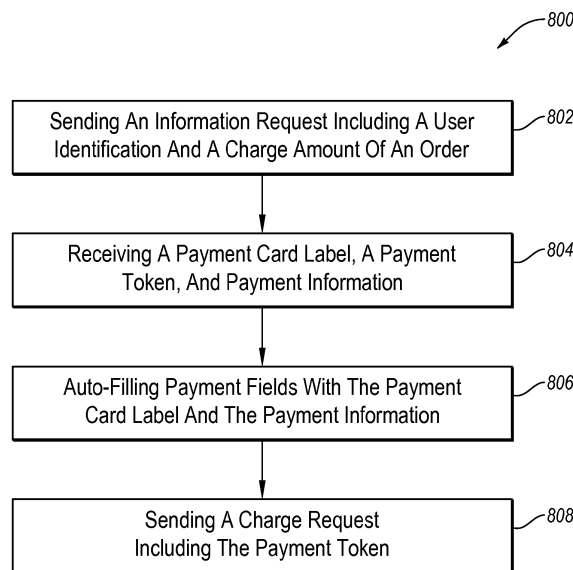 800
Sending An Information Request Including A User
Identification And A Charge Amount Of An Order
802
Receiving A Payment Card Label, A Payment
Token, And Payment Information
804
Auto-Filling Payment Fields With The Payment
Card Label And The Payment Information
806
Sending A Charge Request
Including The Payment Token
808